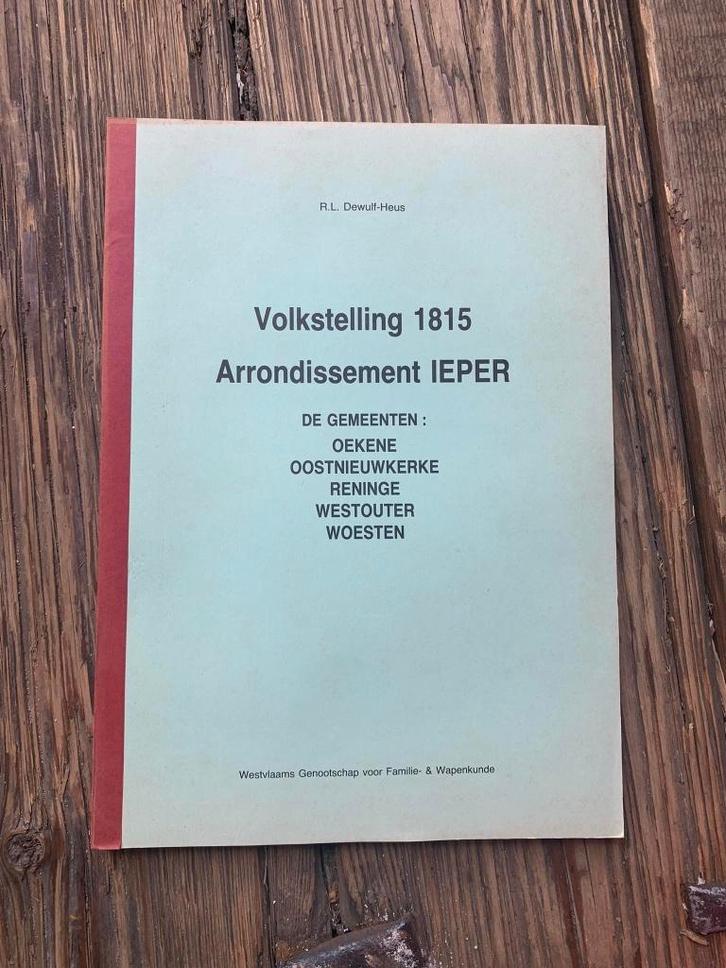 R.L. Dewulf-Heus
Volkstelling 1815
Arrondissement IEPER
DE GEMEENTEN :
OEKENE
OOSTNIEUWKERKE
RENINGE
WESTOUTER
WOESTEN
Westvlaams Genootschap voor Familie- & Wapenkunde